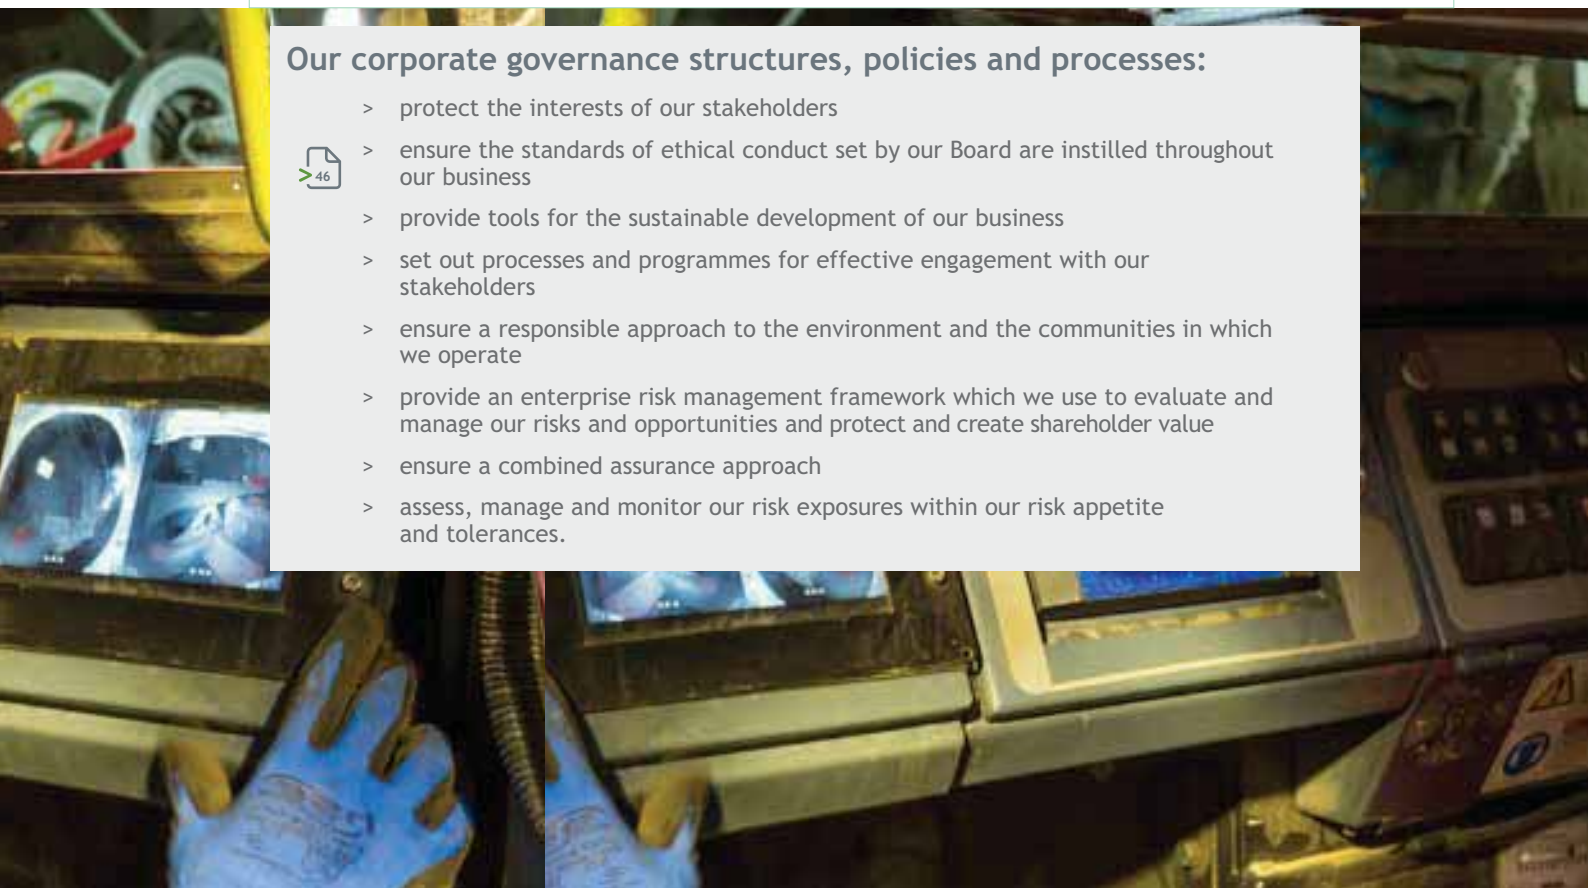 Our corporate governance structures, policies and processes:
> protect the interests of our stakeholders
> ensure the standards of ethical conduct set by our Board are instilled throughout
our business
>46
> provide tools for the sustainable development of our business
> set out processes and programmes for effective engagement with our
stakeholders
> ensure a responsible approach to the environment and the communities in which
we operate
> provide an enterprise risk management framework which we use to evaluate and
manage our risks and opportunities and protect and create shareholder value
> ensure a combined assurance approach
> assess, manage and monitor our risk exposures within our risk appetite
and tolerances.